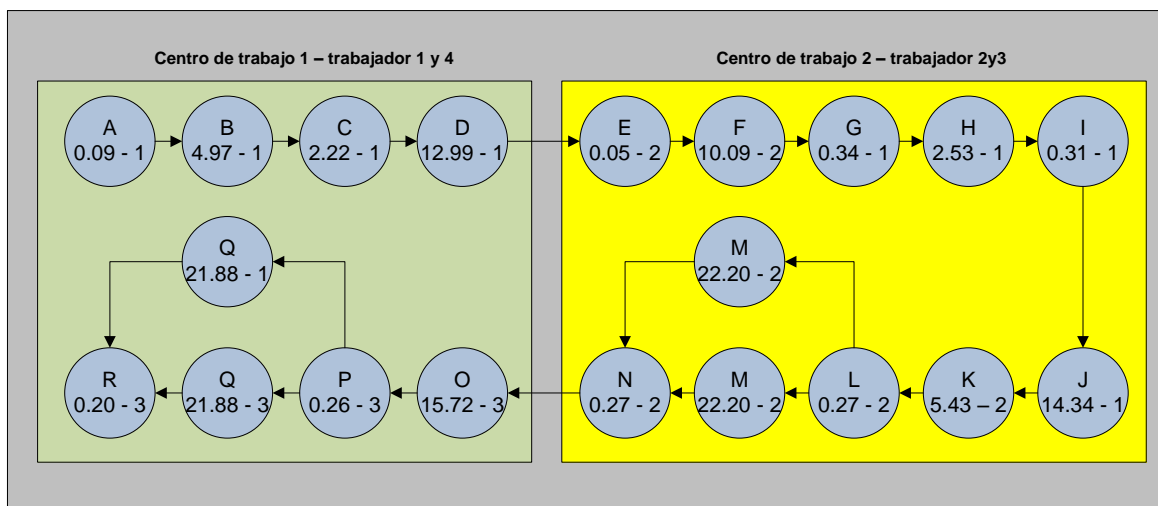 Centro de trabajo 1 – trabajador 1 y 4
Centro de trabajo 2 – trabajador 2y3
A
0.09 - 1
B
4.97 - 1
C
2.22 - 1
D
12.99 - 1
E
0.05 - 2
F
10.09 - 2
G
0.34 - 1
H
2.53 - 1
I
0.31 - 1
Q
21.88 - 1
M
22.20 - 2
R
0.20 - 3
Q
21.88 - 3
P
0.26 - 3
O
15.72 - 3
N
0.27 - 2
M
22.20 - 2
L
0.27 - 2
K
5.43 – 2
J
14.34 - 1